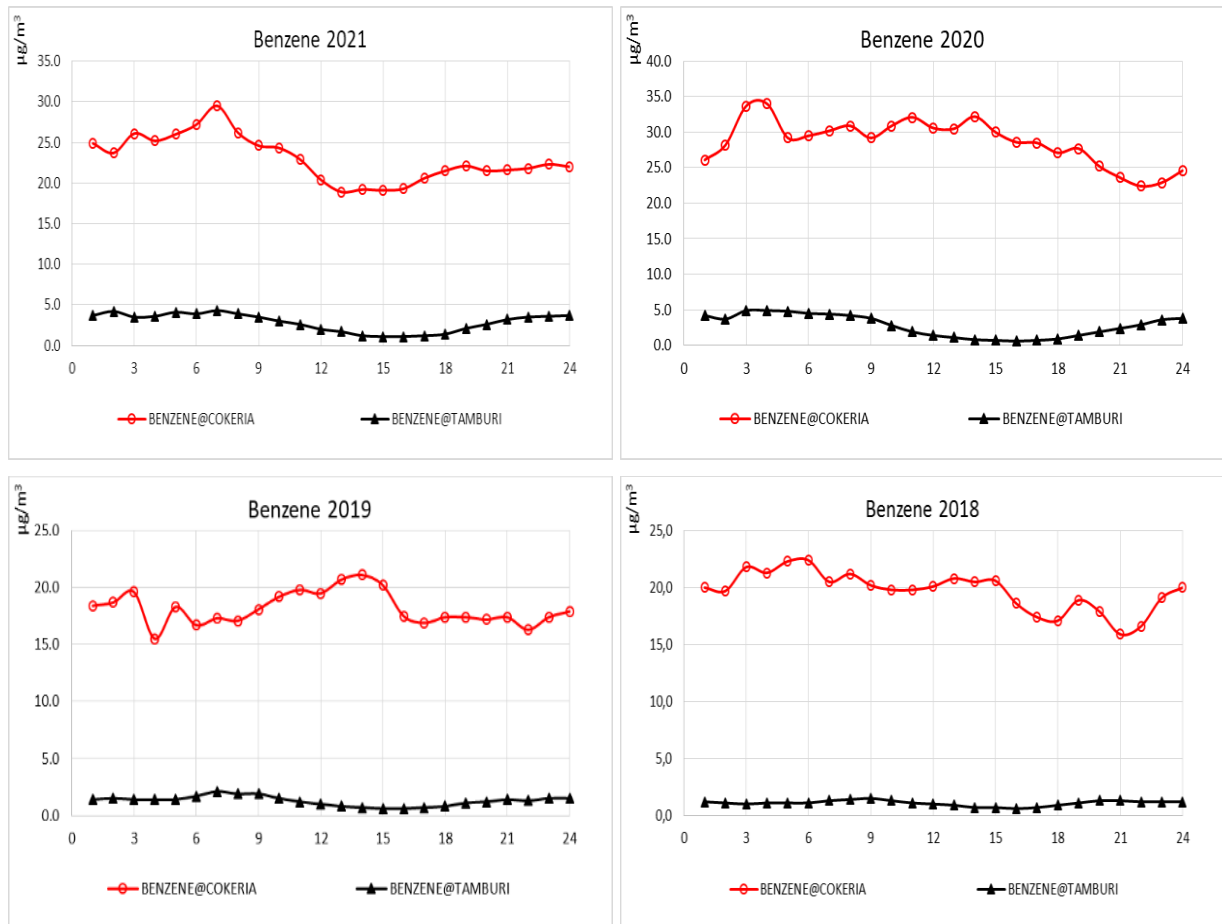 µg/m³
Benzene 2021
35.0
30.0
25.0
20.0
15.0
10.0
5.0
0.0
0 3 6 9 12 15 18 21 24
BENZENE@COKERIA BENZENE@TAMBURI
µg/m³
Benzene 2020
40.0
35.0
30.0
25.0
20.0
15.0
10.0
5.0
0.0
0 3 6 9 12 15 18 21 24
BENZENE@COKERIA BENZENE@TAMBURI
µg/m³
Benzene 2019
25.0
20.0
15.0
10.0
5.0
0.0
0 3 6 9 12 15 18 21 24
BENZENE@COKERIA BENZENE@TAMBURI
µg/m³
Benzene 2018
25,0
20,0
15,0
10,0
5,0
0,0
0 3 6 9 12 15 18 21 24
BENZENE@COKERIA BENZENE@TAMBURI